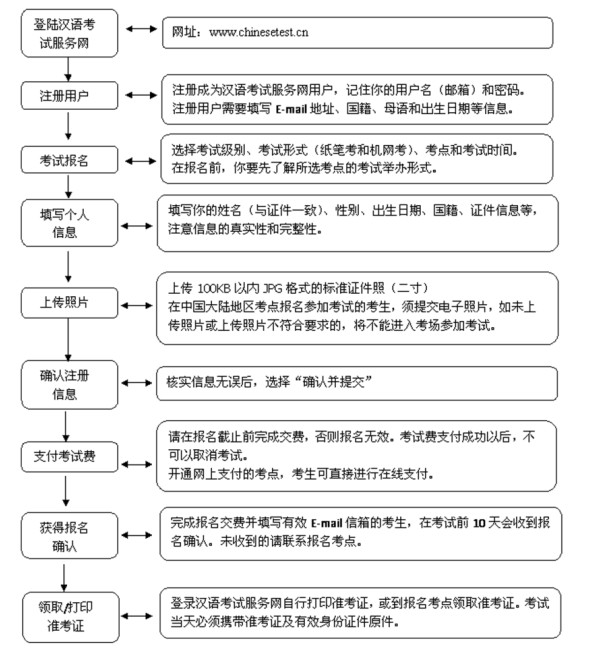 登陆汉语考
试服务网
网址：www.chinesetest.cn
注册用户
注册成为汉语考试服务网用户，记住你的用户名（邮箱）和密码。
注册用户需要填写 E-mail 地址、国籍、母语和出生日期等信息。
考试报名
选择考试级别、考试形式（纸笔考和机网考）、考点和考试时间。
在报名前，你要先了解所选考点的考试举办形式。
填写个人
信息
填写你的姓名（与证件一致）、性别、出生日期、国籍、证件信息等，
注意信息的真实性和完整性。
上传照片
上传 100KB 以内 JPG 格式的标准证件照（二寸）
在中国大陆地区考点报名参加考试的考生，须提交电子照片，如未上
传照片或上传照片不符合要求的，将不能进入考场参加考试。
确认注册
信息
核实信息无误后，选择“确认并提交”
支付考试费
请在报名截止前完成交费，否则报名无效。考试费支付成功以后，不
可以取消考试。
开通网上支付的考点，考生可直接进行在线支付。
获得报名
确认
完成报名交费并填写有效 E-mail 信箱的考生，在考试前 10 天会收到报
名确认。未收到的请联系报名考点。
领取/打印
准考证
登录汉语考试服务网自行打印准考证，或到报名考点领取准考证。考试
当天必须携带准考证及有效身份证件原件。